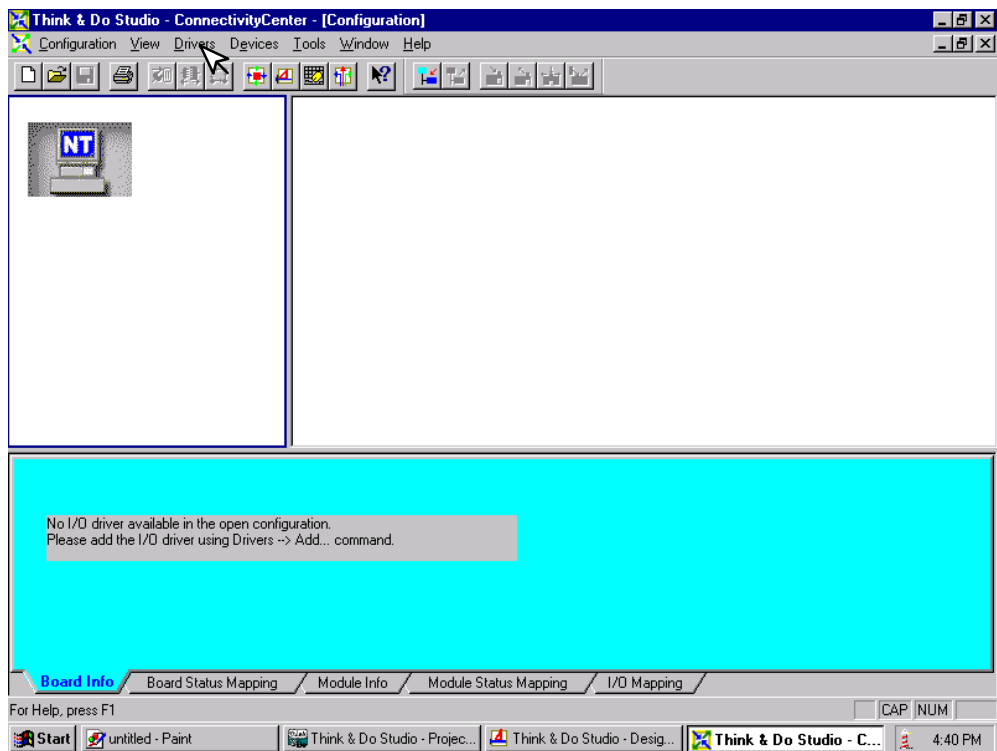 Think & Do Studio - ConnectivityCenter - [Configuration]
Configuration View Drivers Devices Tools Window Help
NT
No I/O driver available in the open configuration.
Please add the I/O driver using Drivers --> Add... command.
Board Info Board Status Mapping Module Info Module Status Mapping I/O Mapping
For Help, press F1 CAP NUM
Start untitled - Paint Think & Do Studio - Projec... Think & Do Studio - Desig... Think & Do Studio - C... 4:40 PM